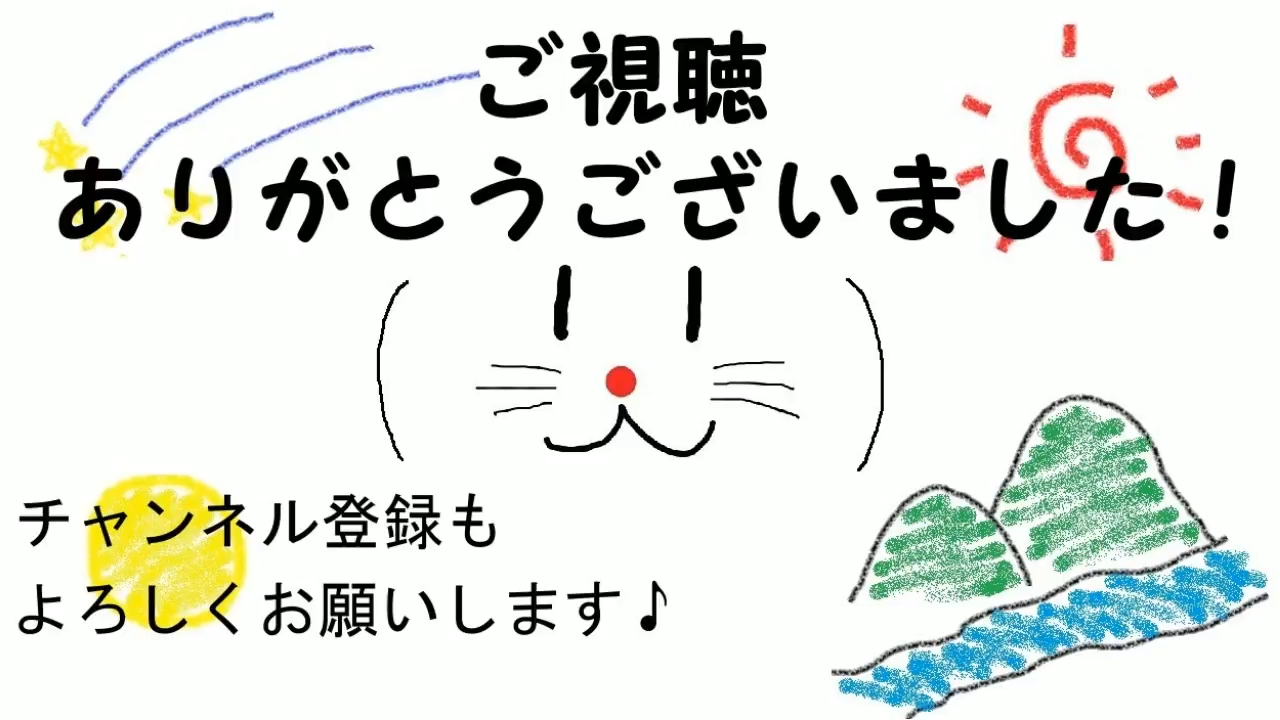 ご視聴
ありがとうございました！
チャンネル登録も
よろしくお願いします♪